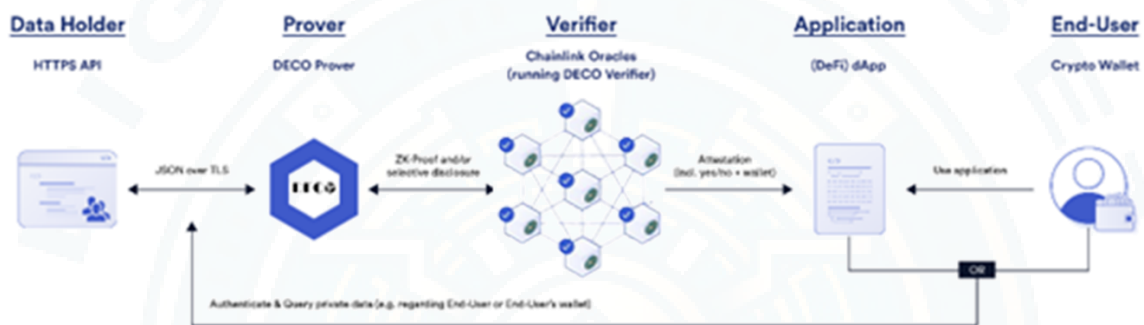 Data Holder
Prover
Verifier
Application
End-User
HTTPS API
DECO Prover
Chainlink Oracles
(running DECO Verifier)
(DeFi) dApp
Crypto Wallet
JSON over TLS
DECO
ZK-Proof and/or
selective disclosure
Attestation
(incl. yes/no + wallet)
Use application
OR
Authenticate & Query private data (e.g. regarding End-User or End-User's wallet)